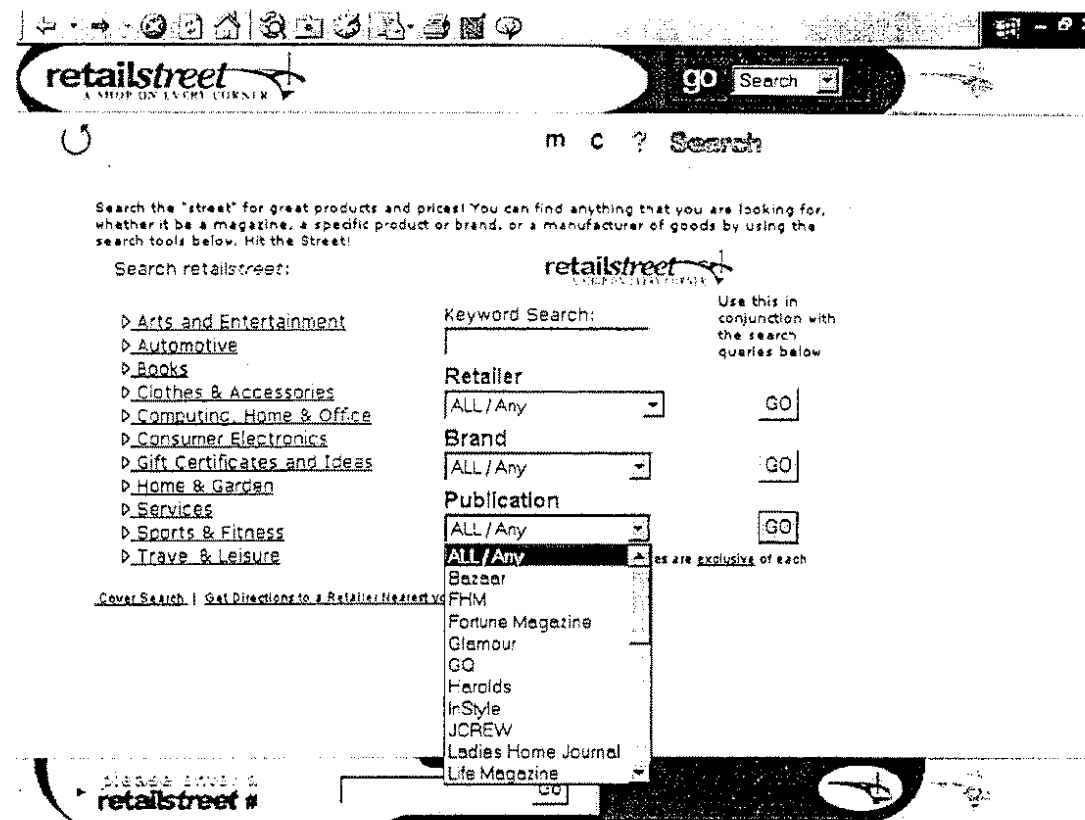 retailstreet
A SHOP ON EVERY CORNER
go Search
m c ? Search
Search the "street" for great products and prices! You can find anything that you are looking for,
whether it be a magazine, a specific product or brand, or a manufacturer of goods by using the
search tools below. Hit the Street!
Search retailstreet:
retailstreet
Arts and Entertainment
Automotive
Books
Clothes & Accessories
Computing, Home & Office
Consumer Electronics
Gift Certificates and Ideas
Home & Garden
Services
Sports & Fitness
Travel & Leisure
Keyword Search:
Use this in
conjunction with
the search
queries below
Retailer
ALL / Any
GO
Brand
ALL / Any
GO
Publication
ALL / Any
GO
ALL / Any
Bazaar
FHM
Fortune Magazine
Glamour
GQ
Harolds
InStyle
JCREW
Ladies Home Journal
Life Magazine
es are exclusive of each
Cover Search | Get Directions to a Retailer Nearest yo
please enter a
retailstreet #
GO